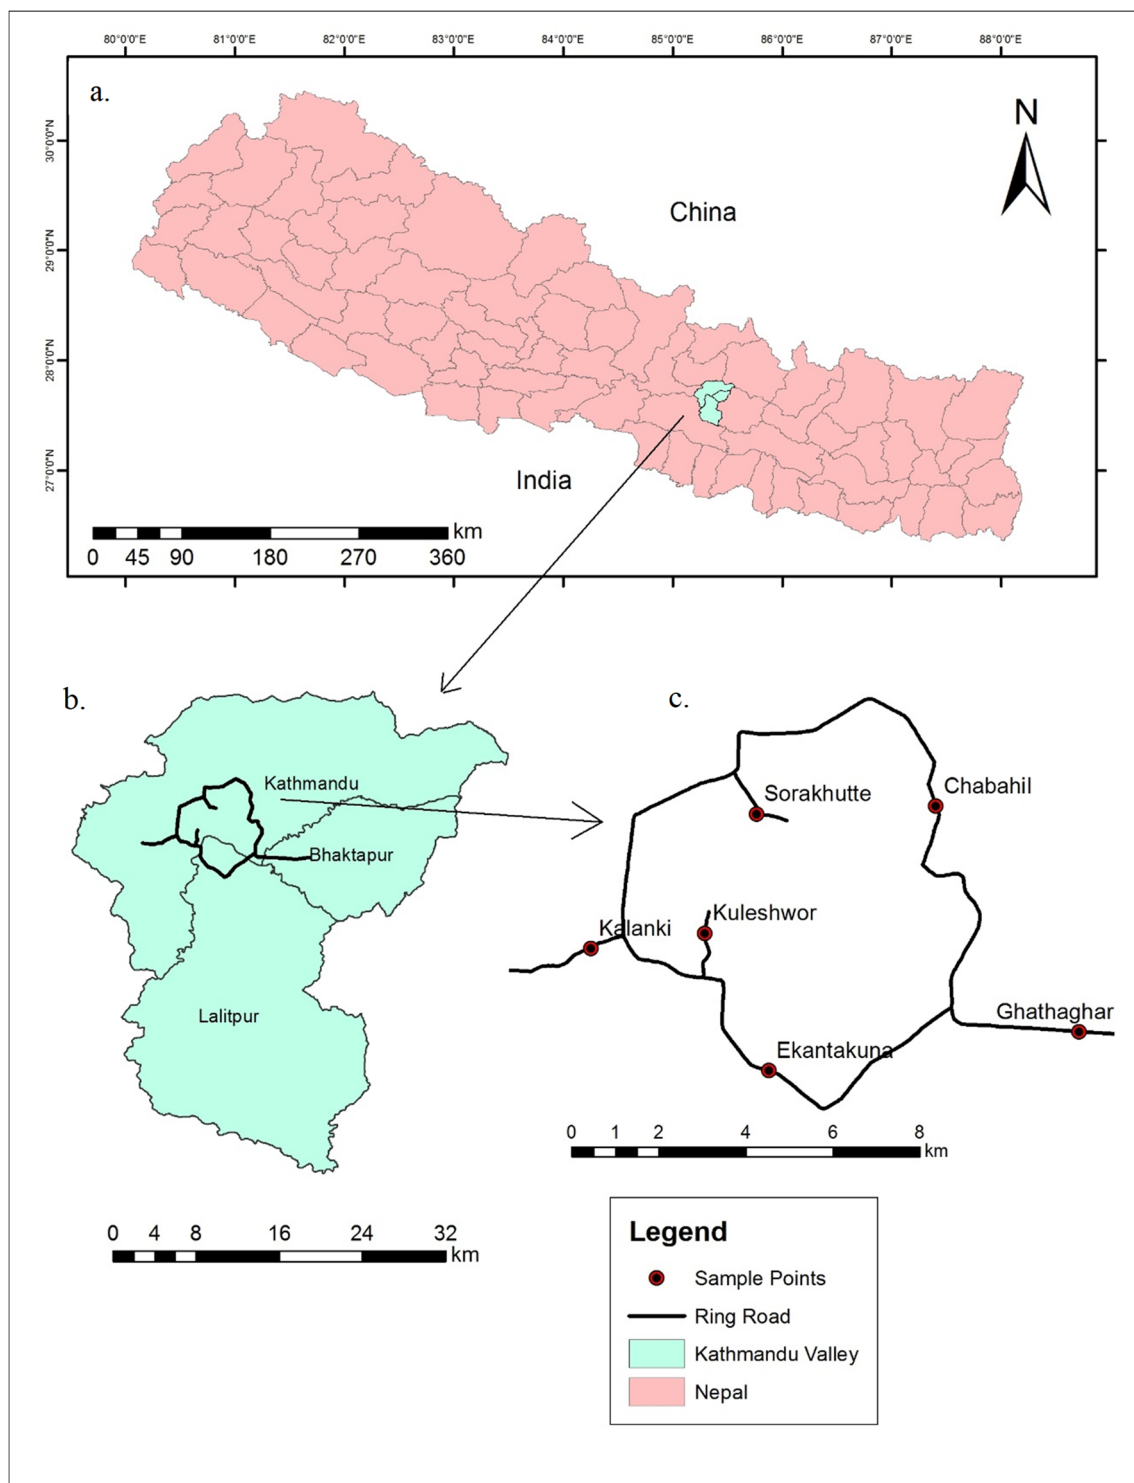 80°0'0"E 81°0'0"E 82°0'0"E 83°0'0"E 84°0'0"E 85°0'0"E 86°0'0"E 87°0'0"E 88°0'0"E
a.
N
30°0'0"N
29°0'0"N
28°0'0"N
27°0'0"N
China
India
km
0 45 90 180 270 360
b.
Kathmandu
Bhaktapur
Lalitpur
0 4 8 16 24 32
km
c.
Sorakhutte
Chabahil
Kuleshwor
Kalanki
Ghathaghar
Ekantakuna
0 1 2 4 6 8
km
Legend
Sample Points
Ring Road
Kathmandu Valley
Nepal